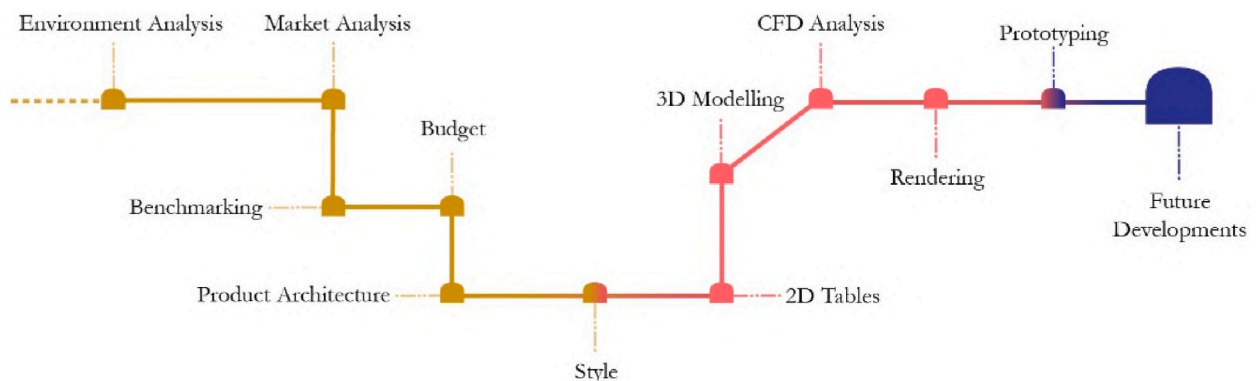 Environment Analysis
Market Analysis
Benchmarking
Budget
Product Architecture
Style
2D Tables
3D Modelling
CFD Analysis
Rendering
Prototyping
Future
Developments